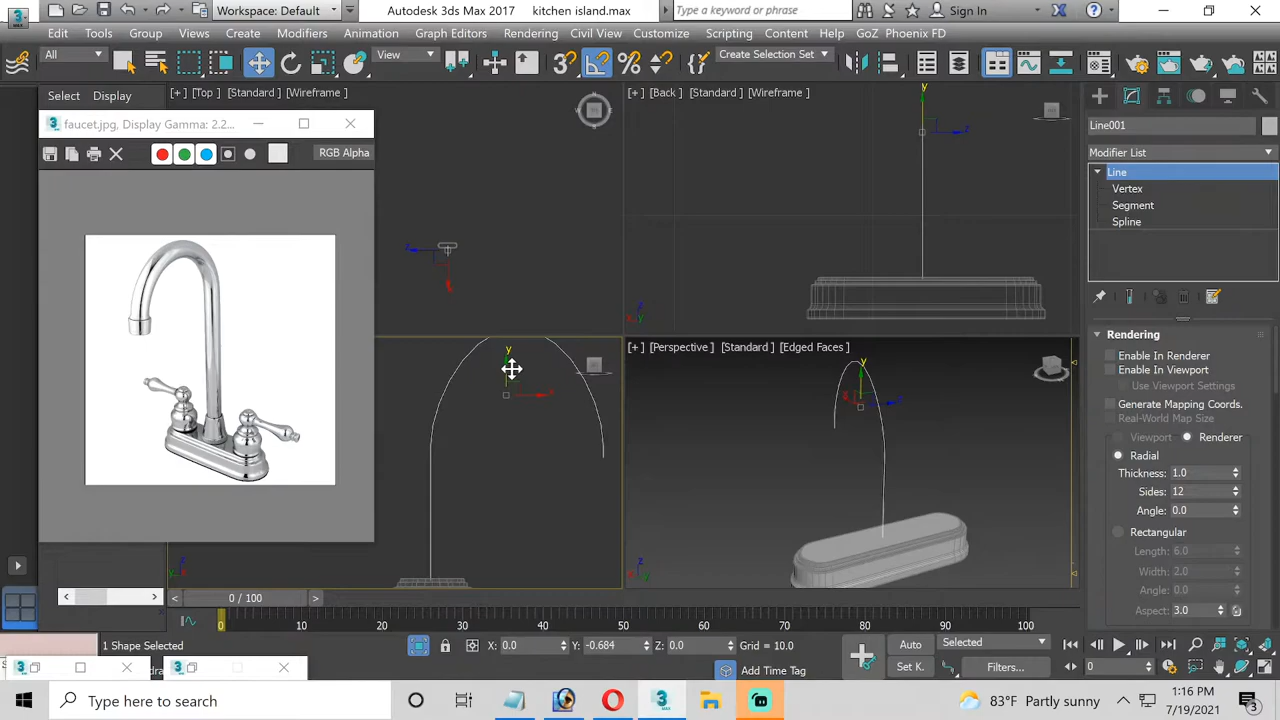 Workspace: Default
Autodesk 3ds Max 2017    kitchen island.max
Type a keyword or phrase
Sign In
Edit Tools Group Views Create Modifiers Animation Graph Editors Rendering Civil View Customize Scripting Content Help GoZ Phoenix FD
All
View
Create Selection Set
Select Display
[+] [Top] [Standard] [Wireframe]
[+] [Back] [Standard] [Wireframe]
faucet.jpg, Display Gamma: 2.2...
RGB Alpha
Line001
Modifier List
Line
Vertex
Segment
Spline
[+] [Perspective] [Standard] [Edged Faces]
Rendering
Enable In Renderer
Enable In Viewport
Use Viewport Settings
Generate Mapping Coords.
Real-World Map Size
Viewport Renderer
Radial
Thickness: 1.0
Sides: 12
Angle: 0.0
Rectangular
Length: 6.0
Width: 2.0
Angle: 0.0
Aspect: 3.0
0 / 100
0 10 20 30 40 50 60 70 80 90 100
1 Shape Selected
X: 0.0 Y: -0.684 Z: 0.0 Grid = 10.0
Add Time Tag
Auto Selected
Set K. Filters...
0
Type here to search
83°F Partly sunny
1:16 PM
7/19/2021
3